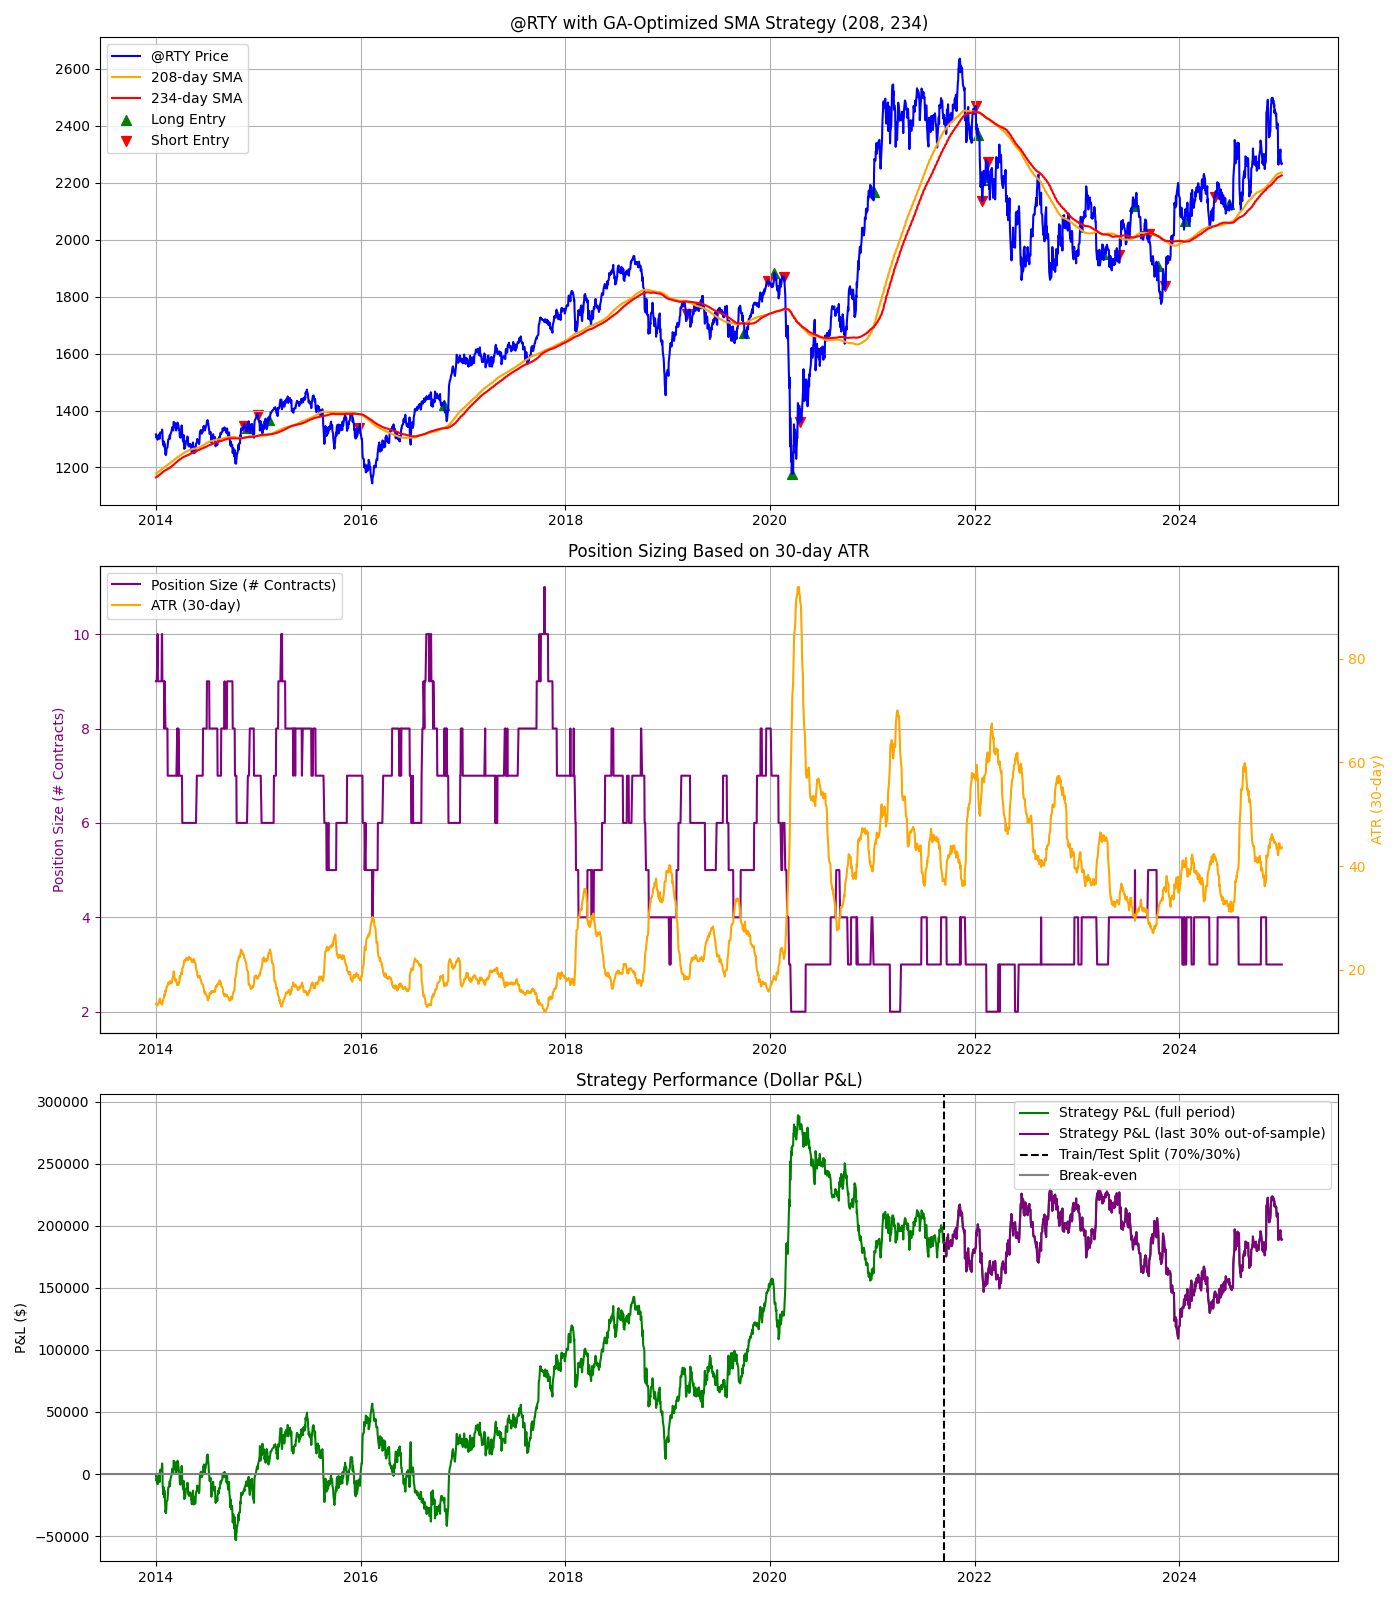 @RTY with GA-Optimized SMA Strategy (208, 234)
@RTY Price
208-day SMA
234-day SMA
Long Entry
Short Entry
2600
2400
2200
2000
1800
1600
1400
1200
2014 2016 2018 2020 2022 2024
Position Sizing Based on 30-day ATR
Position Size (# Contracts)
ATR (30-day)
Position Size (# Contracts)
10
8
6
4
2
80
60
40
20
ATR (30-day)
2014 2016 2018 2020 2022 2024
Strategy Performance (Dollar P&L)
Strategy P&L (full period)
Strategy P&L (last 30% out-of-sample)
Train/Test Split (70%/30%)
Break-even
P&L ($)
300000
250000
200000
150000
100000
50000
0
−50000
2014 2016 2018 2020 2022 2024